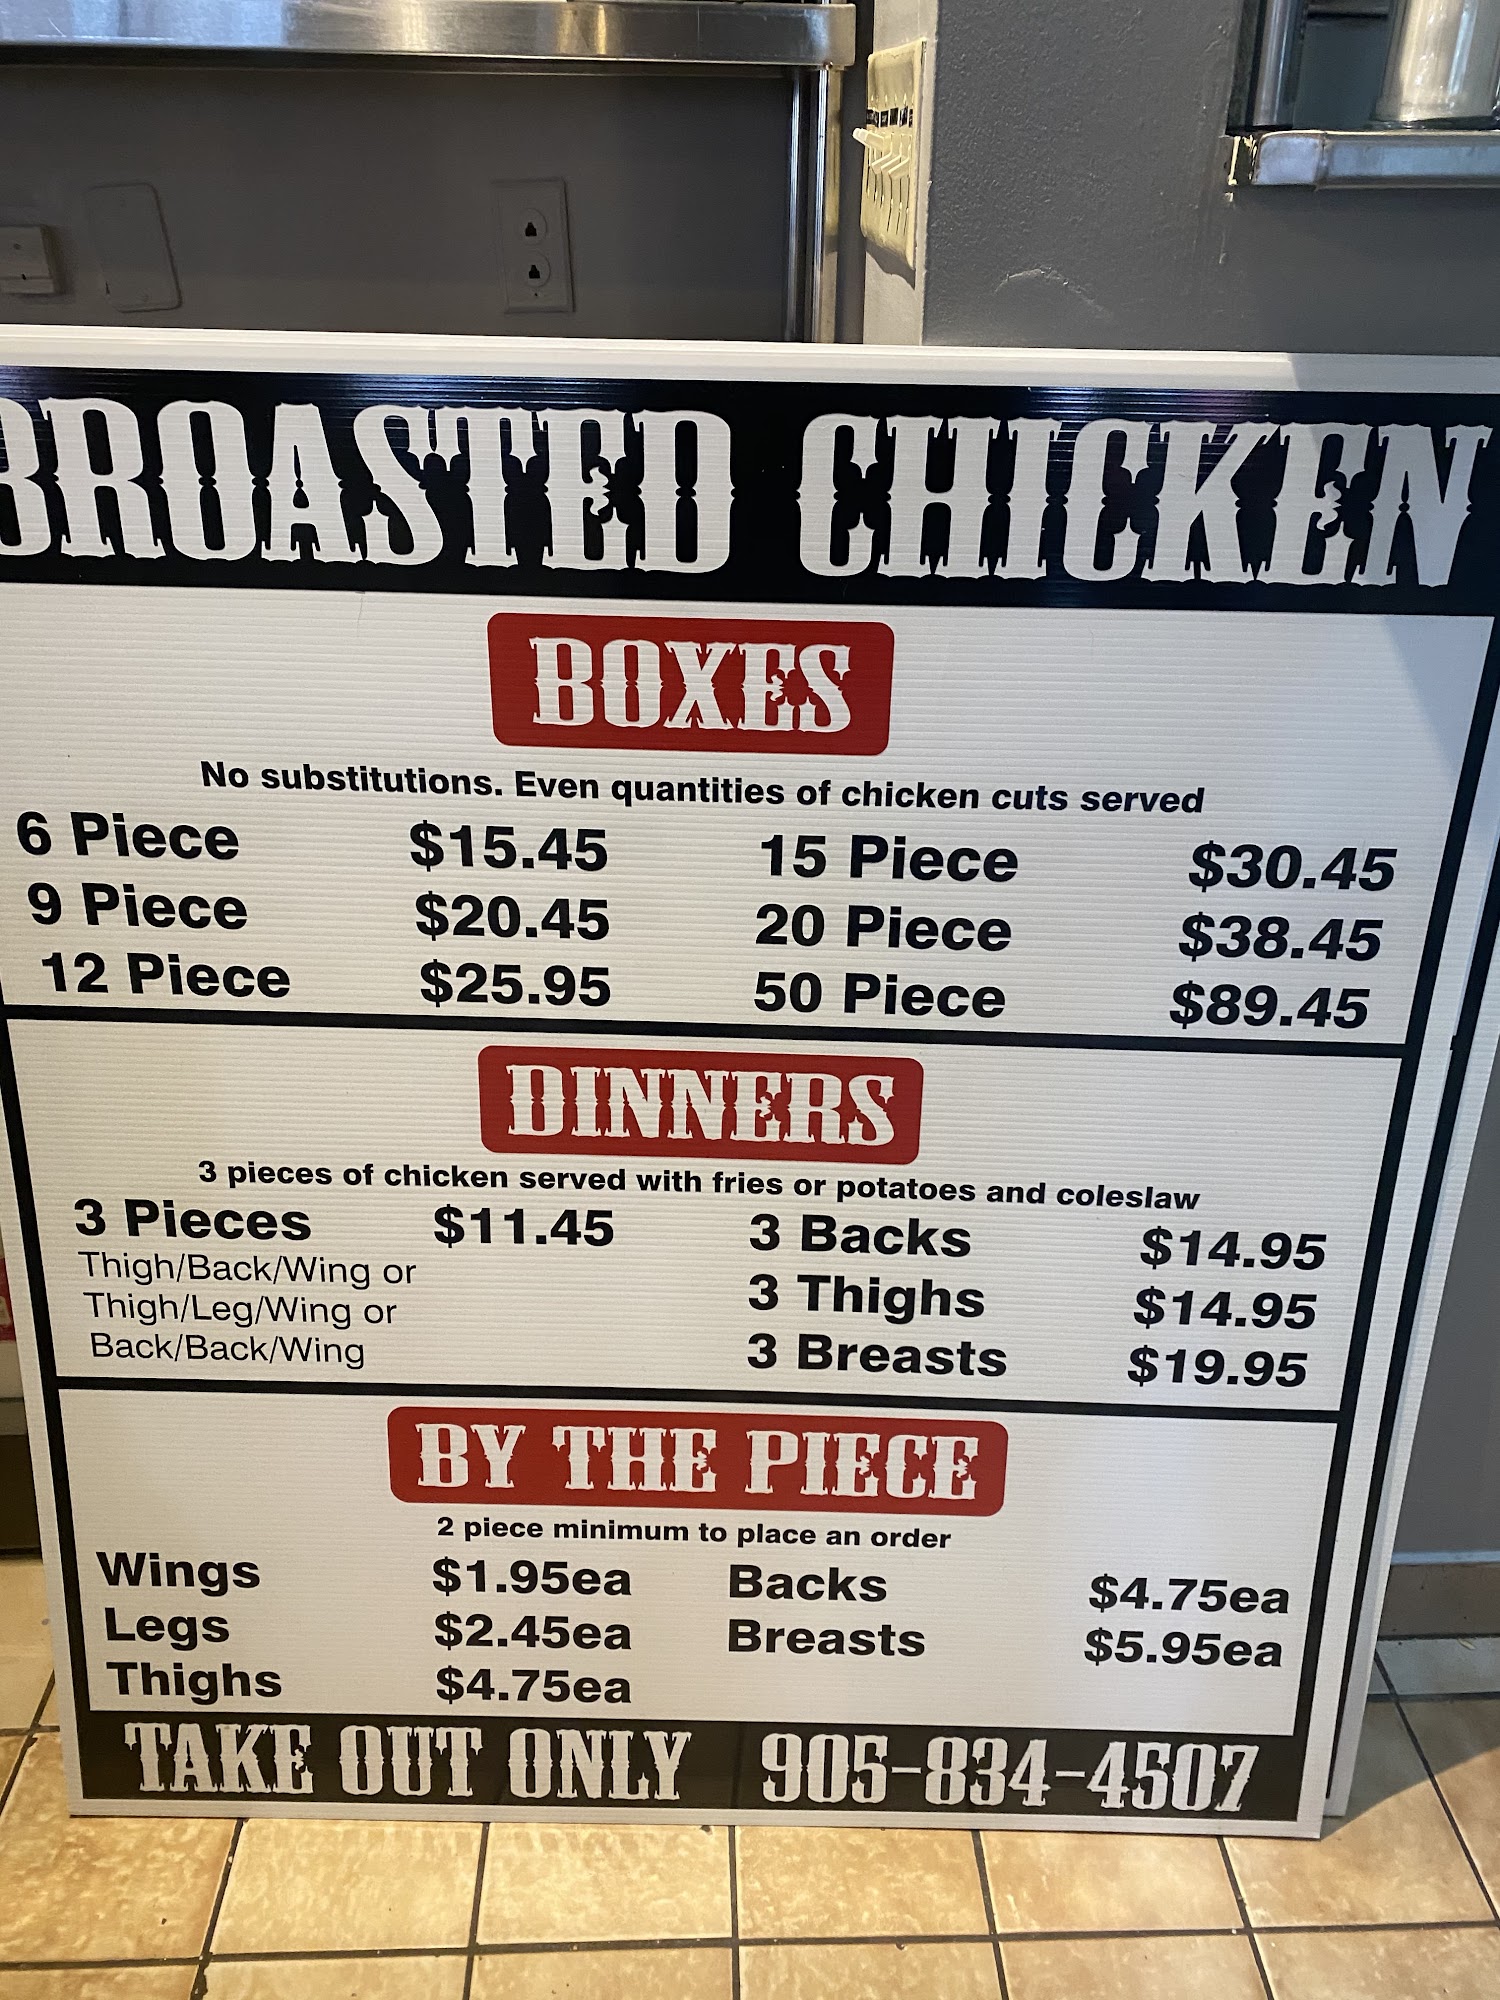 BROASTED CHICKEN
BOXES
No substitutions. Even quantities of chicken cuts served
6 Piece $15.45 15 Piece $30.45
9 Piece $20.45 20 Piece $38.45
12 Piece $25.95 50 Piece $89.45
DINNERS
3 pieces of chicken served with fries or potatoes and coleslaw
3 Pieces $11.45 3 Backs $14.95
Thigh/Back/Wing or
Thigh/Leg/Wing or 3 Thighs $14.95
Back/Back/Wing 3 Breasts $19.95
BY THE PIECE
2 piece minimum to place an order
Wings $1.95ea Backs $4.75ea
Legs $2.45ea Breasts $5.95ea
Thighs $4.75ea
TAKE OUT ONLY 905-834-4507